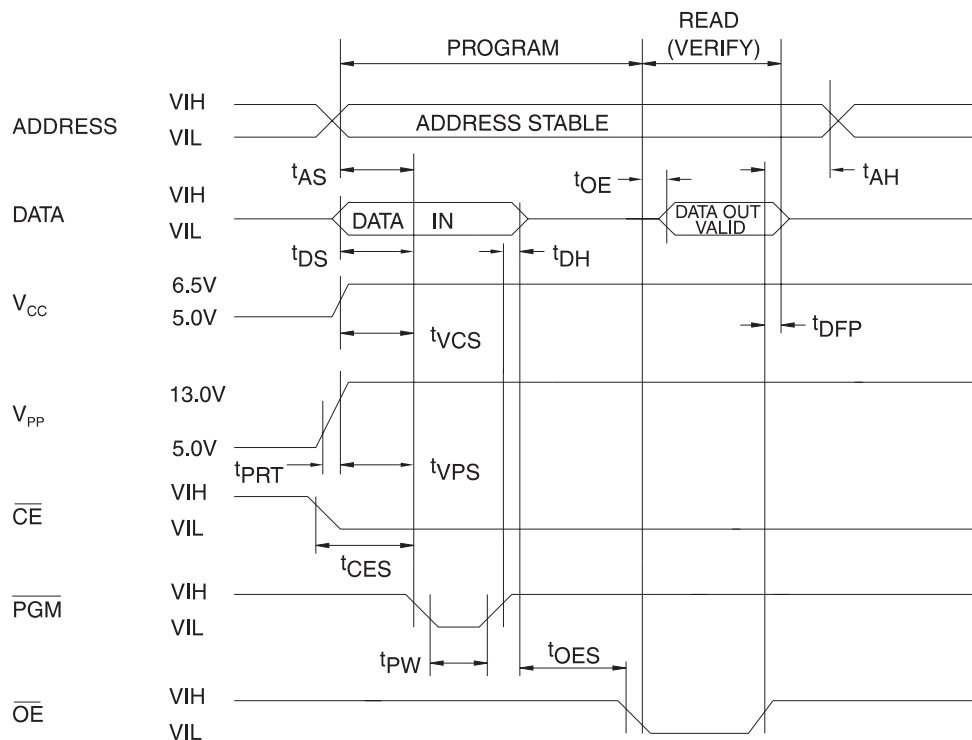 READ
PROGRAM (VERIFY)
ADDRESS VIH
VIL ADDRESS STABLE
tAS tOE tAH
DATA VIH
VIL DATA IN DATA OUT
VALID
tDS tDH
VCC 6.5V
5.0V tVCS tDFP
VPP 13.0V
5.0V
tPRT tVPS
CE VIH
VIL
tCES
PGM VIH
VIL
tPW tOES
OE VIH
VIL